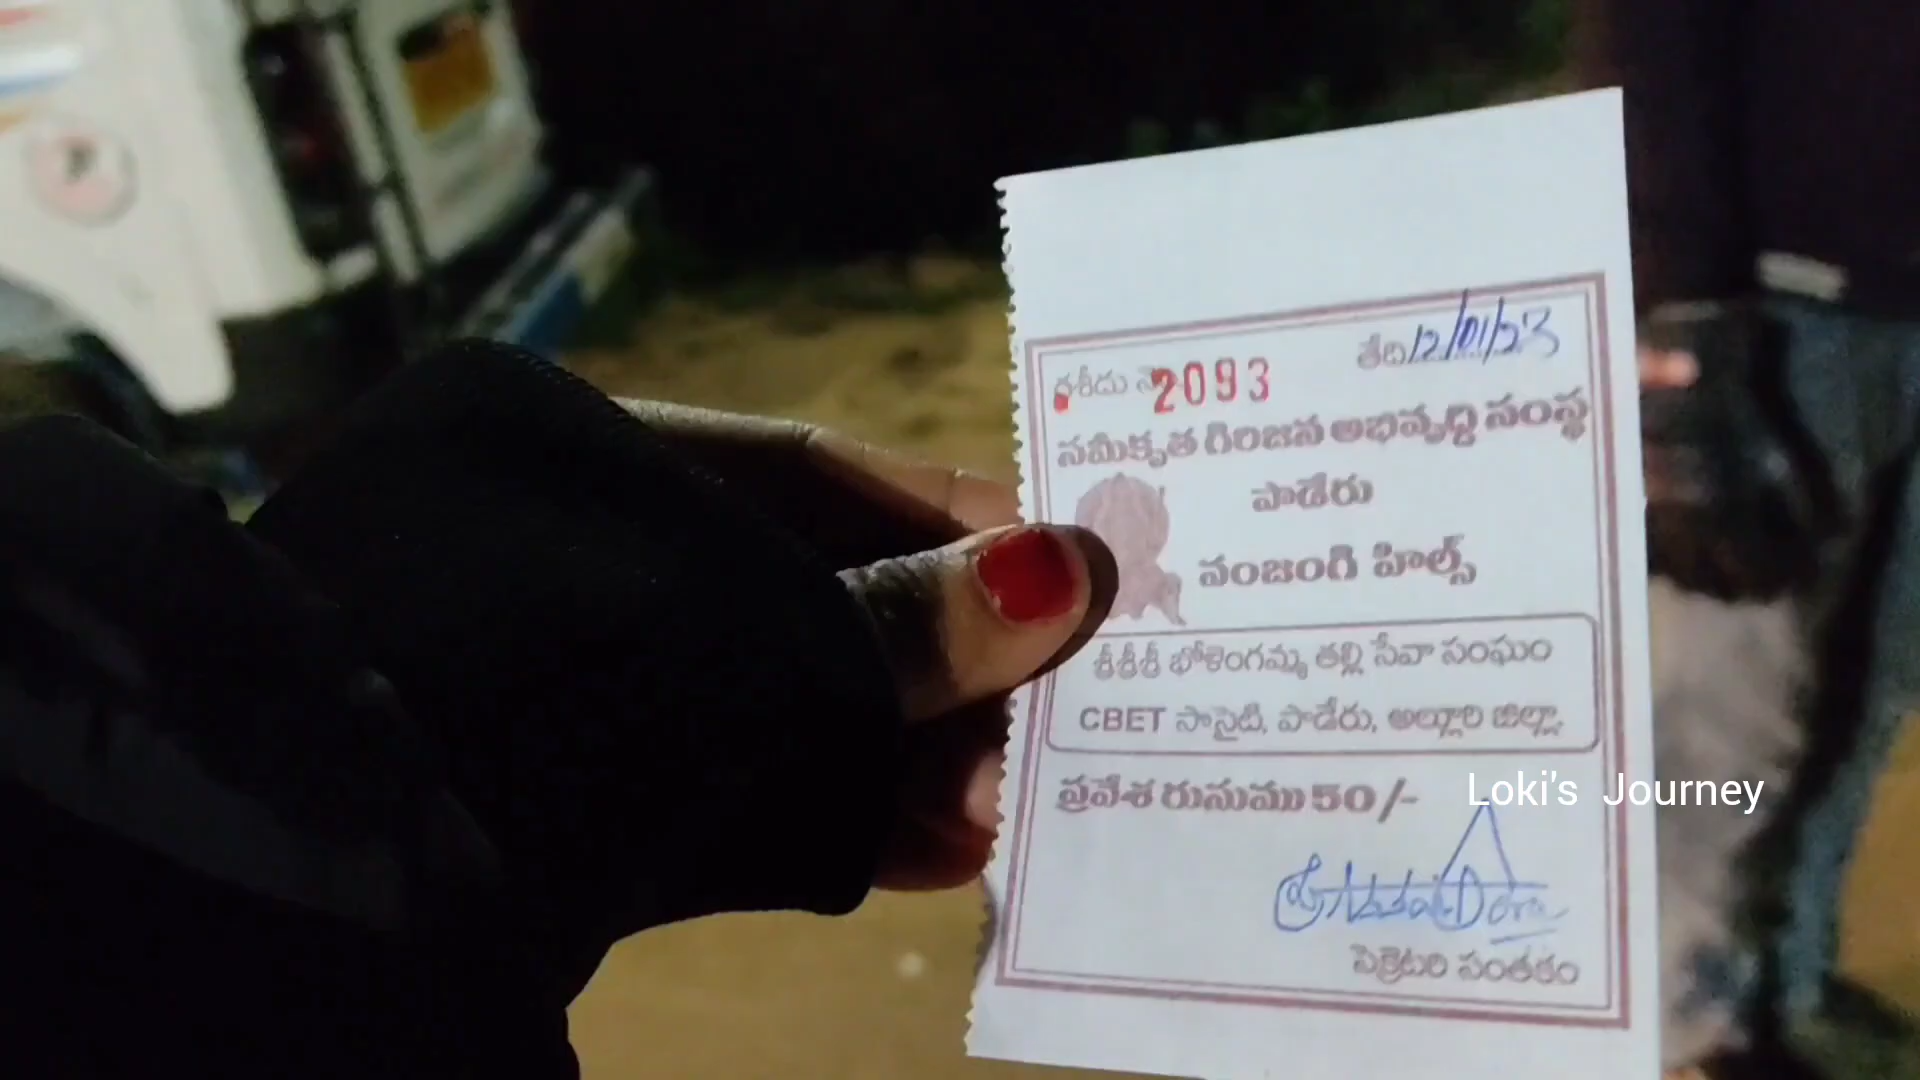 రశీదు నెం 2093 తేది 12/01/23
సమీకృత గిరిజన అభివృద్ధి సంస్థ
పాడేరు
వంజంగి హిల్స్
శ్రీశ్రీశ్రీ భోళెంగమ్మ తల్లి సేవా సంఘం
CBET సొసైటి, పాడేరు, అల్లూరి జిల్లా.
ప్రవేశ రుసుము 50/-
Loki's Journey
సెక్రెటరి సంతకం